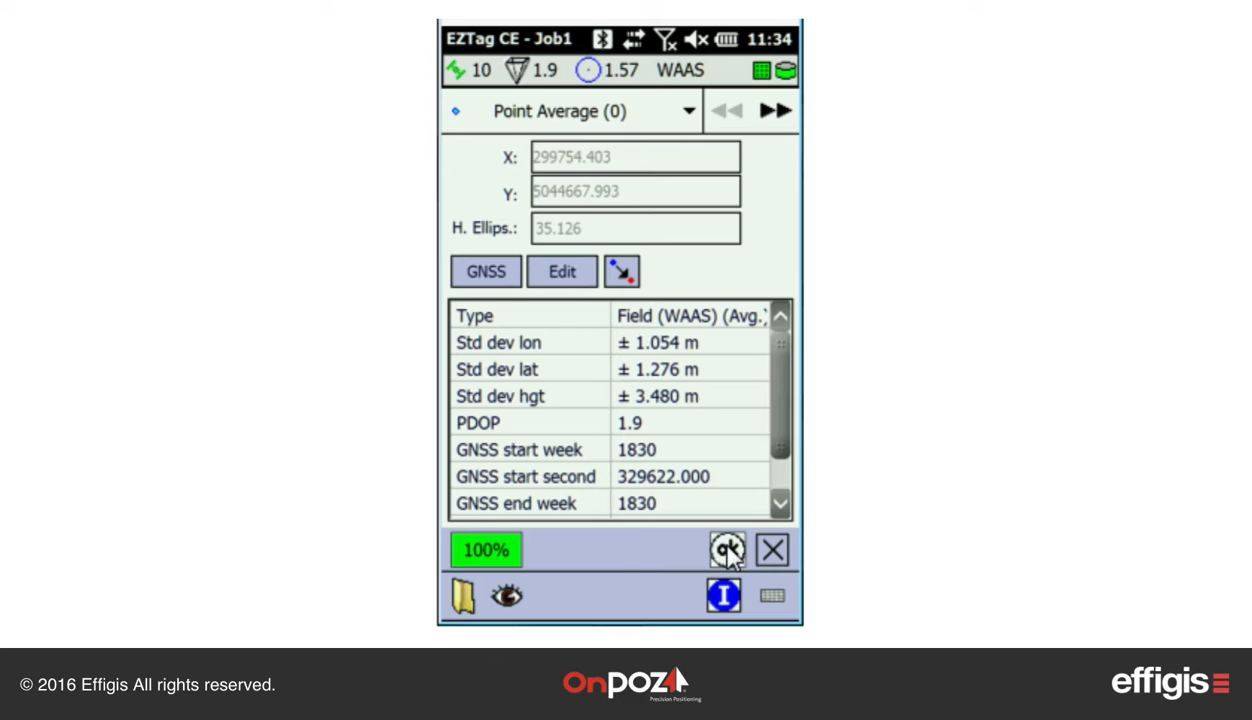 EZTag CE - Job1 11:34
10 1.9 1.57 WAAS
Point Average (0)
X: 299754.403
Y: 5044667.993
H. Ellips.: 35.126
GNSS Edit
Type Field (WAAS) (Avg.)
Std dev lon ± 1.054 m
Std dev lat ± 1.276 m
Std dev hgt ± 3.480 m
PDOP 1.9
GNSS start week 1830
GNSS start second 329622.000
GNSS end week 1830
100% ok
I
© 2016 Effigis All rights reserved.
Onpoz
Precision Positioning
effigis